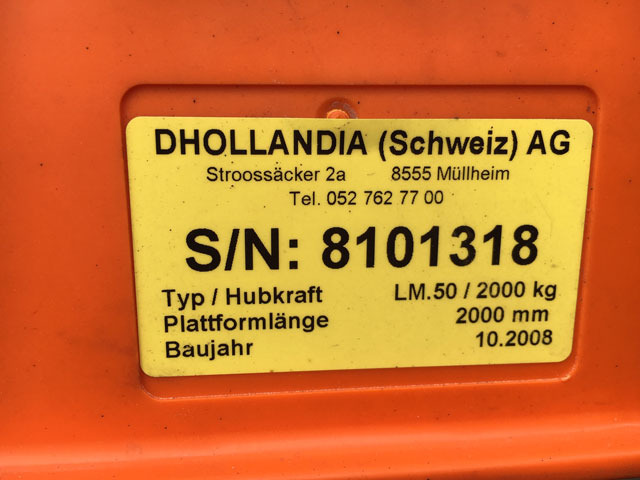 DHOLLANDIA (Schweiz) AG
Stroossäcker 2a 8555 Müllheim
Tel. 052 762 77 00
S/N: 8101318
Typ / Hubkraft LM.50 / 2000 kg
Plattformlänge 2000 mm
Baujahr 10.2008